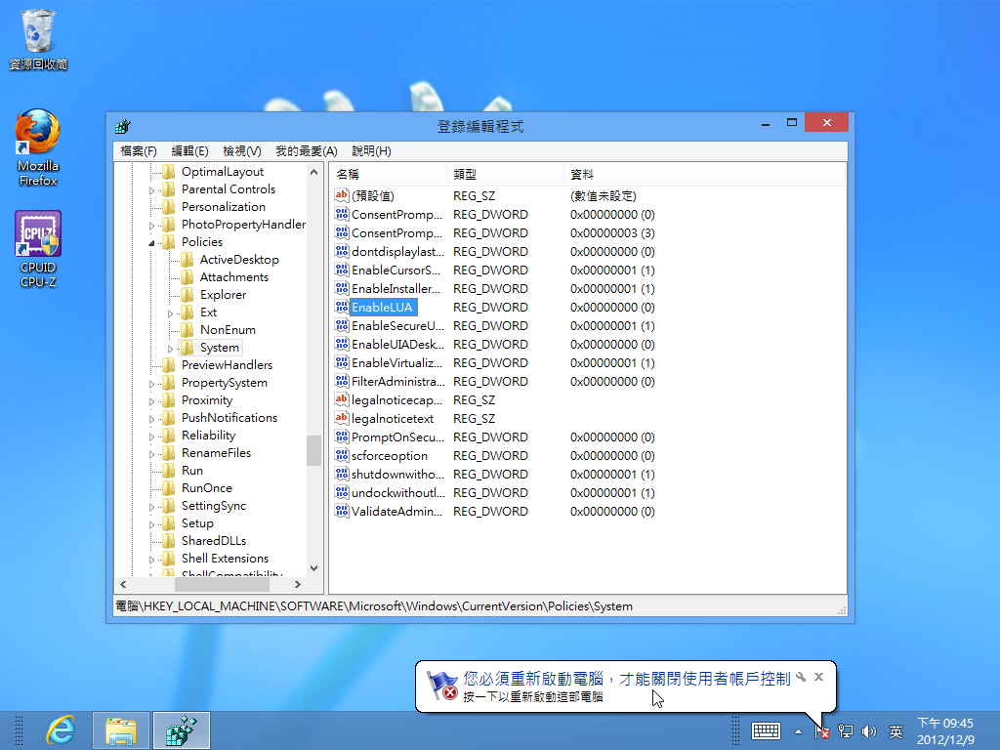 資源回收筒
Mozilla
Firefox
CPU-Z
CPUID
CPU-Z
登錄編輯程式
檔案(F) 編輯(E) 檢視(V) 我的最愛(A) 說明(H)
OptimalLayout
Parental Controls
Personalization
PhotoPropertyHandler
Policies
ActiveDesktop
Attachments
Explorer
Ext
NonEnum
System
PreviewHandlers
PropertySystem
Proximity
PushNotifications
Reliability
RenameFiles
Run
RunOnce
SettingSync
Setup
SharedDLLs
Shell Extensions
ShellCompatibility
名稱 類型 資料
(預設值) REG_SZ (數值未設定)
ConsentPromp... REG_DWORD 0x00000000 (0)
ConsentPromp... REG_DWORD 0x00000003 (3)
dontdisplaylast... REG_DWORD 0x00000000 (0)
EnableCursorS... REG_DWORD 0x00000001 (1)
EnableInstaller... REG_DWORD 0x00000001 (1)
EnableLUA REG_DWORD 0x00000000 (0)
EnableSecureU... REG_DWORD 0x00000001 (1)
EnableUIADesk... REG_DWORD 0x00000000 (0)
EnableVirtualiz... REG_DWORD 0x00000001 (1)
FilterAdministra... REG_DWORD 0x00000000 (0)
legalnoticecap... REG_SZ
legalnoticetext REG_SZ
PromptOnSecu... REG_DWORD 0x00000000 (0)
scforceoption REG_DWORD 0x00000000 (0)
shutdownwitho... REG_DWORD 0x00000001 (1)
undockwithoutl... REG_DWORD 0x00000001 (1)
ValidateAdmin... REG_DWORD 0x00000000 (0)
電腦\HKEY_LOCAL_MACHINE\SOFTWARE\Microsoft\Windows\CurrentVersion\Policies\System
您必須重新啟動電腦，才能關閉使用者帳戶控制
按一下以重新啟動這部電腦
英
下午 09:45
2012/12/9